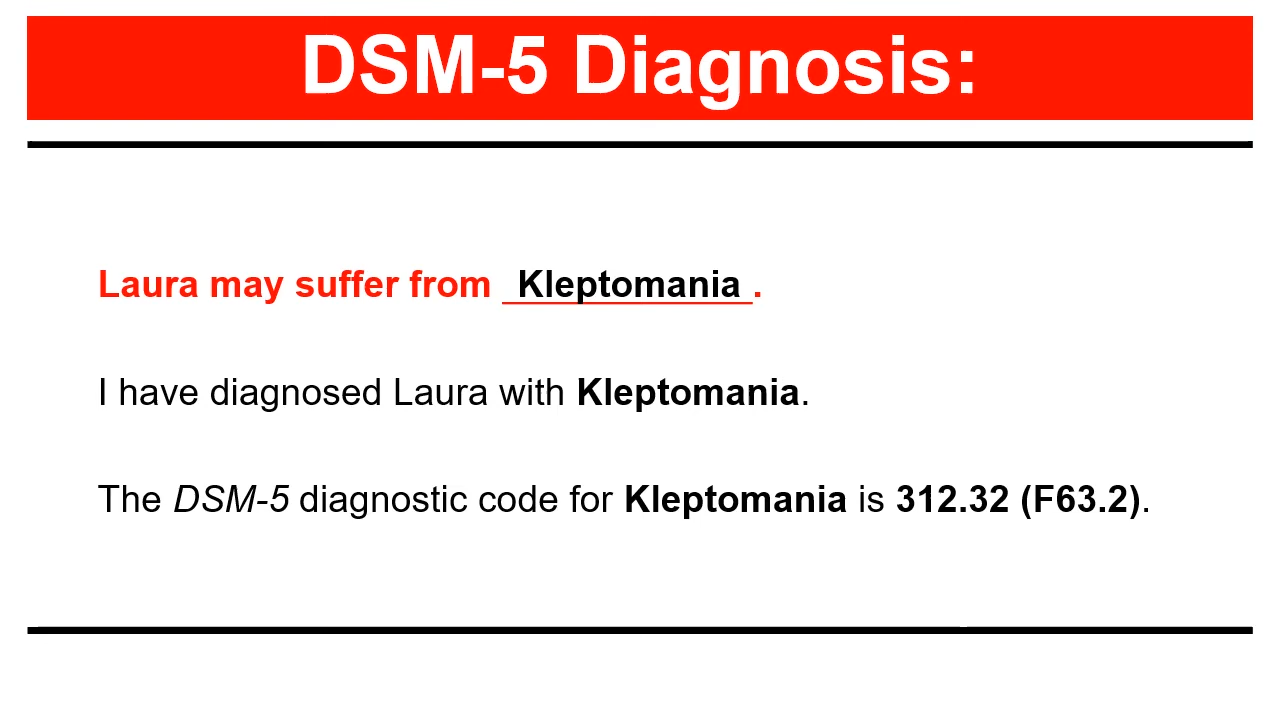 DSM-5 Diagnosis:
Laura may suffer from Kleptomania.
I have diagnosed Laura with Kleptomania.
The DSM-5 diagnostic code for Kleptomania is 312.32 (F63.2).